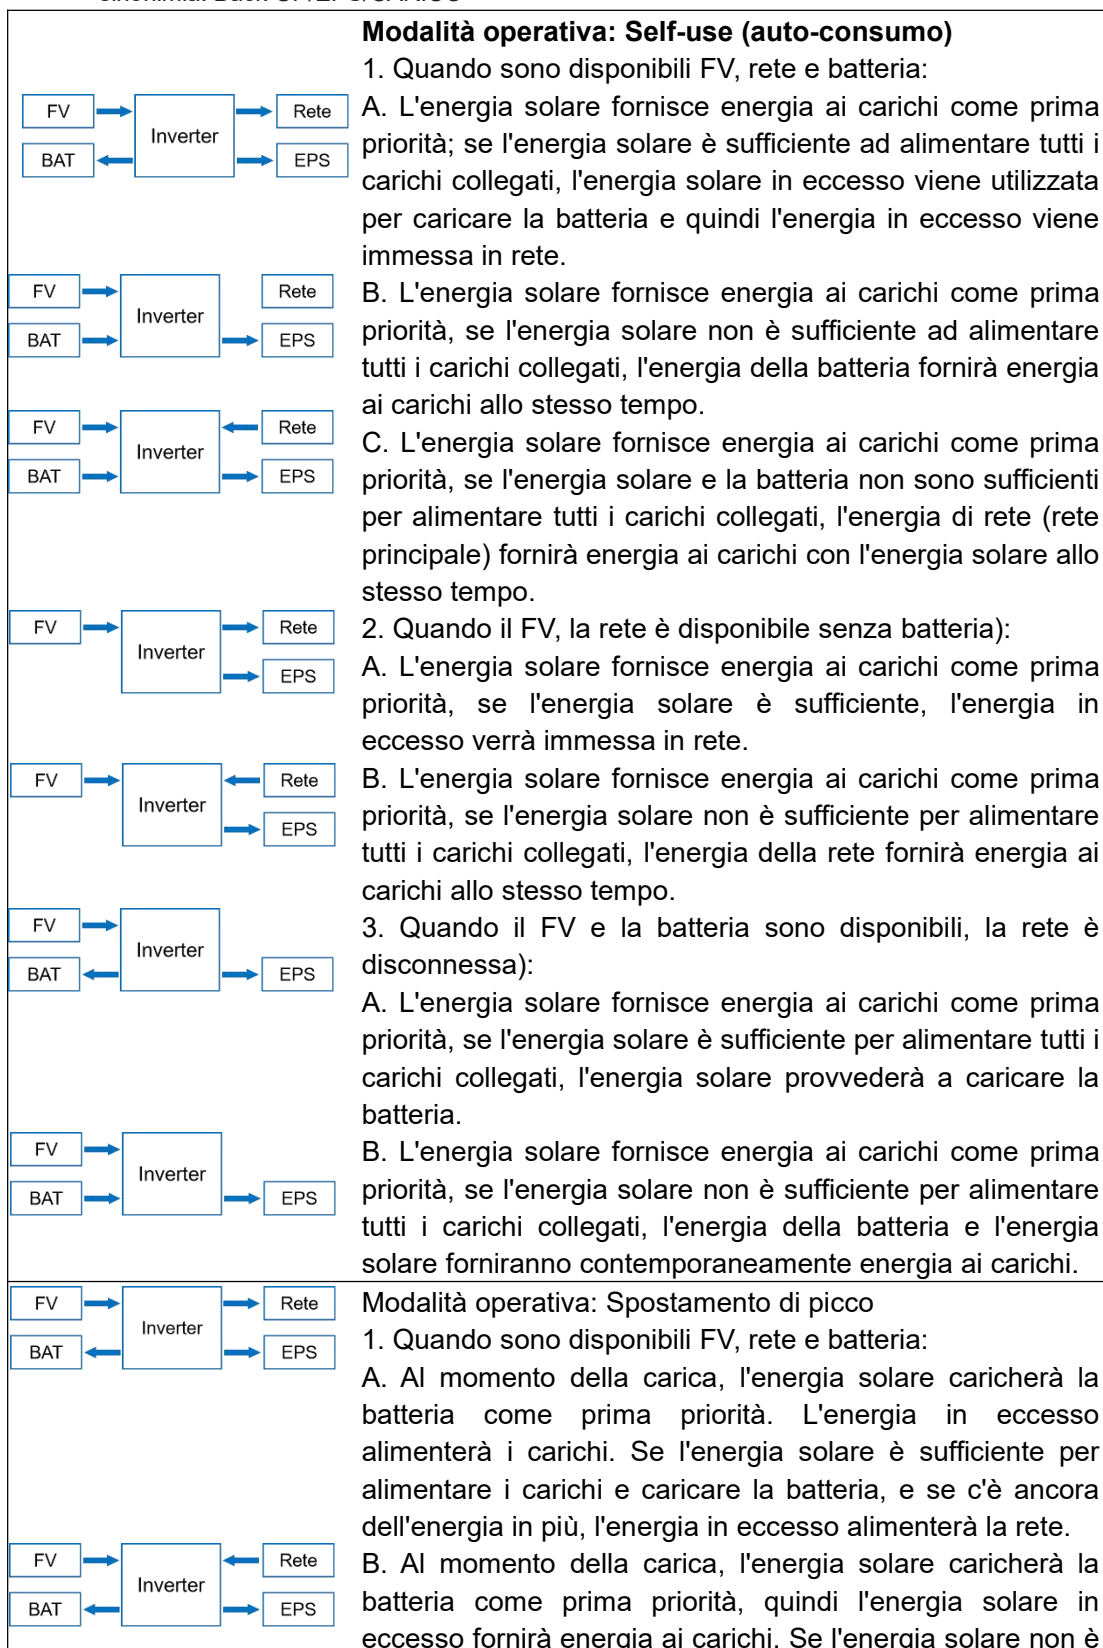 Modalità operativa: Self-use (auto-consumo)
1. Quando sono disponibili FV, rete e batteria:
FV
Inverter
Rete
BAT
EPS
A. L'energia solare fornisce energia ai carichi come prima
priorità; se l'energia solare è sufficiente ad alimentare tutti i
carichi collegati, l'energia solare in eccesso viene utilizzata
per caricare la batteria e quindi l'energia in eccesso viene
immessa in rete.
FV
Inverter
Rete
BAT
EPS
B. L'energia solare fornisce energia ai carichi come prima
priorità, se l'energia solare non è sufficiente ad alimentare
tutti i carichi collegati, l'energia della batteria fornirà energia
ai carichi allo stesso tempo.
FV
Inverter
Rete
BAT
EPS
C. L'energia solare fornisce energia ai carichi come prima
priorità, se l'energia solare e la batteria non sono sufficienti
per alimentare tutti i carichi collegati, l'energia di rete (rete
principale) fornirà energia ai carichi con l'energia solare allo
stesso tempo.
FV
Inverter
Rete
EPS
2. Quando il FV, la rete è disponibile senza batteria):
A. L'energia solare fornisce energia ai carichi come prima
priorità, se l'energia solare è sufficiente, l'energia in
eccesso verrà immessa in rete.
FV
Inverter
Rete
EPS
B. L'energia solare fornisce energia ai carichi come prima
priorità, se l'energia solare non è sufficiente per alimentare
tutti i carichi collegati, l'energia della rete fornirà energia ai
carichi allo stesso tempo.
FV
Inverter
BAT
EPS
3. Quando il FV e la batteria sono disponibili, la rete è
disconnessa):
A. L'energia solare fornisce energia ai carichi come prima
priorità, se l'energia solare è sufficiente per alimentare tutti i
carichi collegati, l'energia solare provvederà a caricare la
batteria.
FV
Inverter
BAT
EPS
B. L'energia solare fornisce energia ai carichi come prima
priorità, se l'energia solare non è sufficiente per alimentare
tutti i carichi collegati, l'energia della batteria e l'energia
solare forniranno contemporaneamente energia ai carichi.
FV
Inverter
Rete
BAT
EPS
Modalità operativa: Spostamento di picco
1. Quando sono disponibili FV, rete e batteria:
A. Al momento della carica, l'energia solare caricherà la
batteria come prima priorità. L'energia in eccesso
alimenterà i carichi. Se l'energia solare è sufficiente per
alimentare i carichi e caricare la batteria, e se c'è ancora
dell'energia in più, l'energia in eccesso alimenterà la rete.
FV
Inverter
Rete
BAT
EPS
B. Al momento della carica, l'energia solare caricherà la
batteria come prima priorità, quindi l'energia solare in
eccesso fornirà energia ai carichi. Se l'energia solare non è